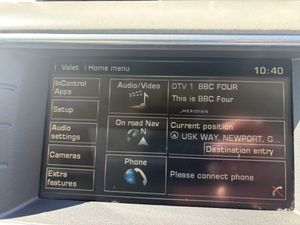 Valet
Home menu
10:40
InControl
Apps
Setup
Audio
settings
Cameras
Extra
features
Audio/Video
On road Nav
N
Phone
DTV 1 BBC FOUR
This is BBC Four
MERIDIAN
Current position
USK WAY, NEWPORT, G...
Destination entry
Please connect phone